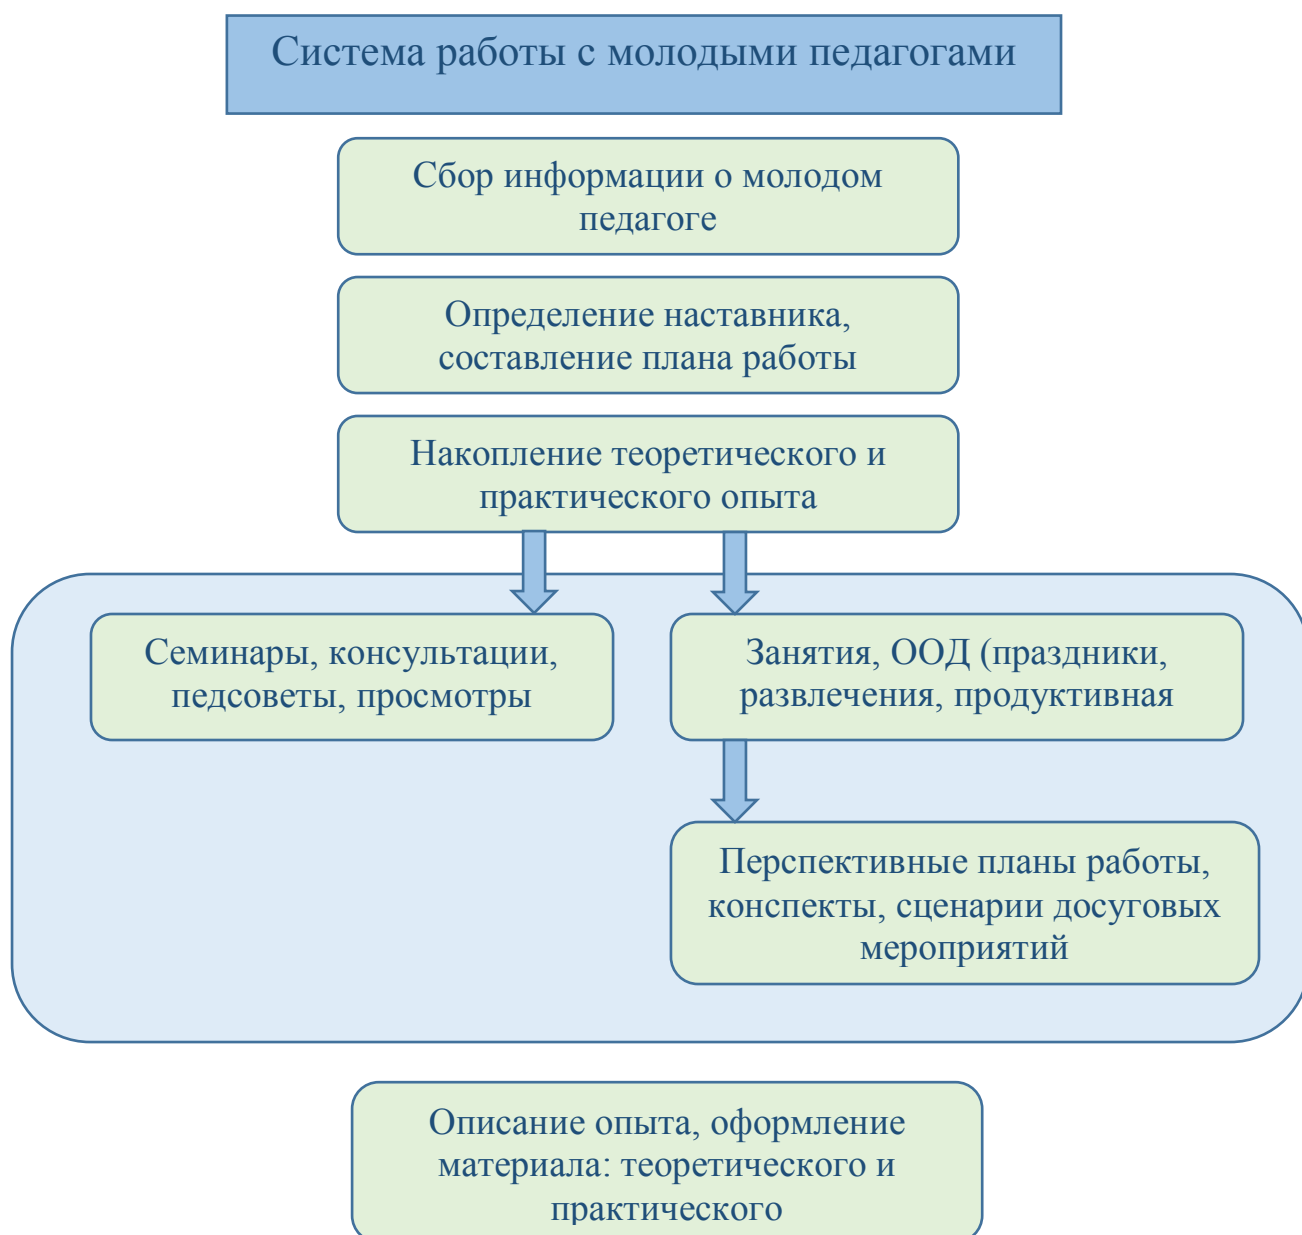 Система работы с молодыми педагогами
Сбор информации о молодом
педагоге
Определение наставника,
составление плана работы
Накопление теоретического и
практического опыта
Семинары, консультации,
педсоветы, просмотры
Занятия, ООД (праздники,
развлечения, продуктивная
Перспективные планы работы,
конспекты, сценарии досуговых
мероприятий
Описание опыта, оформление
материала: теоретического и
практического